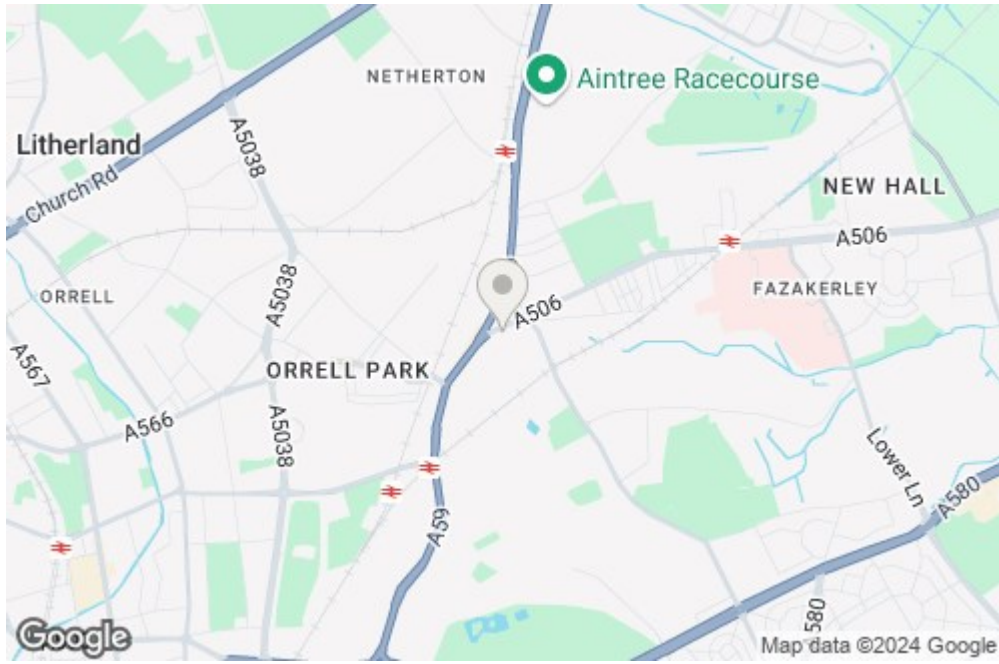 NETHERTON
Aintree Racecourse
Litherland
A5038
Church Rd
NEW HALL
A506
ORRELL
A5038
FAZAKERLEY
A506
A567
ORRELL PARK
A566
A5038
Lower Ln
A580
A59
580
Google
Map data ©2024 Google